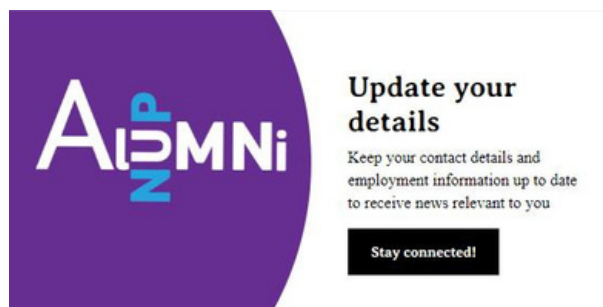 ALUMNi
NUP
Update your
details
Keep your contact details and
employment information up to date
to receive news relevant to you
Stay connected!